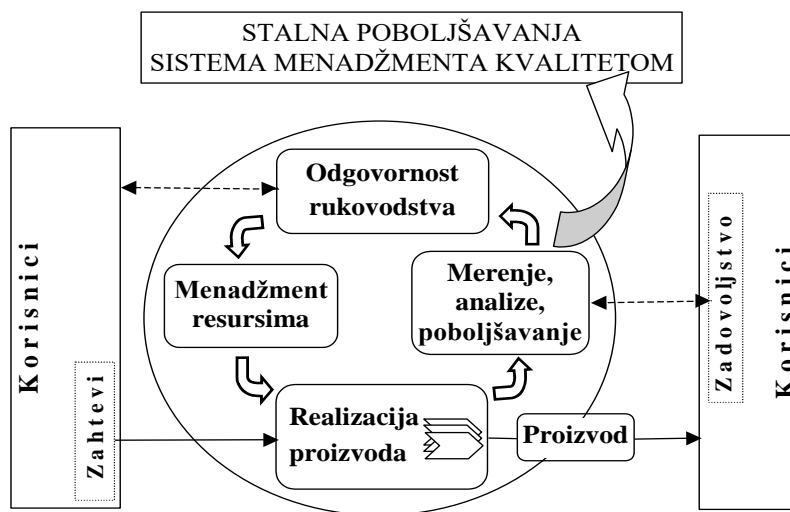 STALNA POBOLJŠAVANJA
SISTEMA MENADŽMENTA KVALITETOM
Korisnici
Zahtevi
Odgovornost
rukovodstva
Menadžment
resursima
Merenje,
analize,
poboljšavanje
Realizacija
proizvoda
Proizvod
Zadovoljstvo
Korisnici